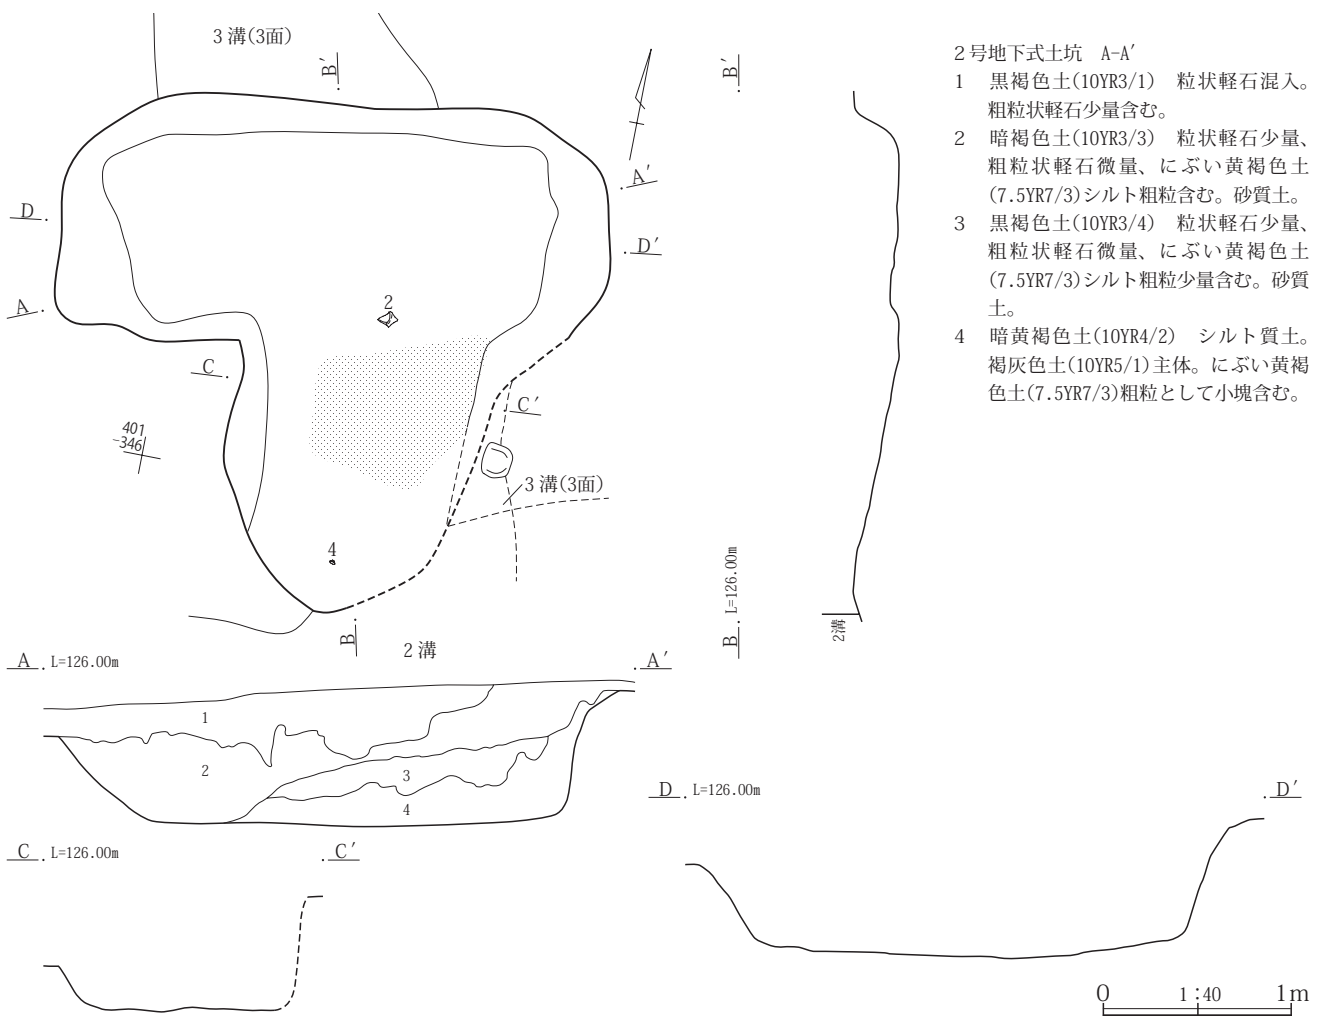 3溝(3面)
B′
B′
2号地下式土坑　A-A′
1　黒褐色土(10YR3/1)　粒状軽石混入。
粗粒状軽石少量含む。
2　暗褐色土(10YR3/3)　粒状軽石少量、
粗粒状軽石微量、にぶい黄褐色土
(7.5YR7/3)シルト粗粒含む。砂質土。
3　黒褐色土(10YR3/4)　粒状軽石少量、
粗粒状軽石微量、にぶい黄褐色土
(7.5YR7/3)シルト粗粒少量含む。砂質
土。
4　暗黄褐色土(10YR4/2)　シルト質土。
褐灰色土(10YR5/1)主体。にぶい黄褐
色土(7.5YR7/3)粗粒として小塊含む。
A′
D
D′
A
2
C
C′
401
-346
3溝(3面)
4
B
2溝
B L=126.00m
2溝
A L=126.00m
A′
1
2
3
4
D L=126.00m
D′
C L=126.00m
C′
0 1:40 1m